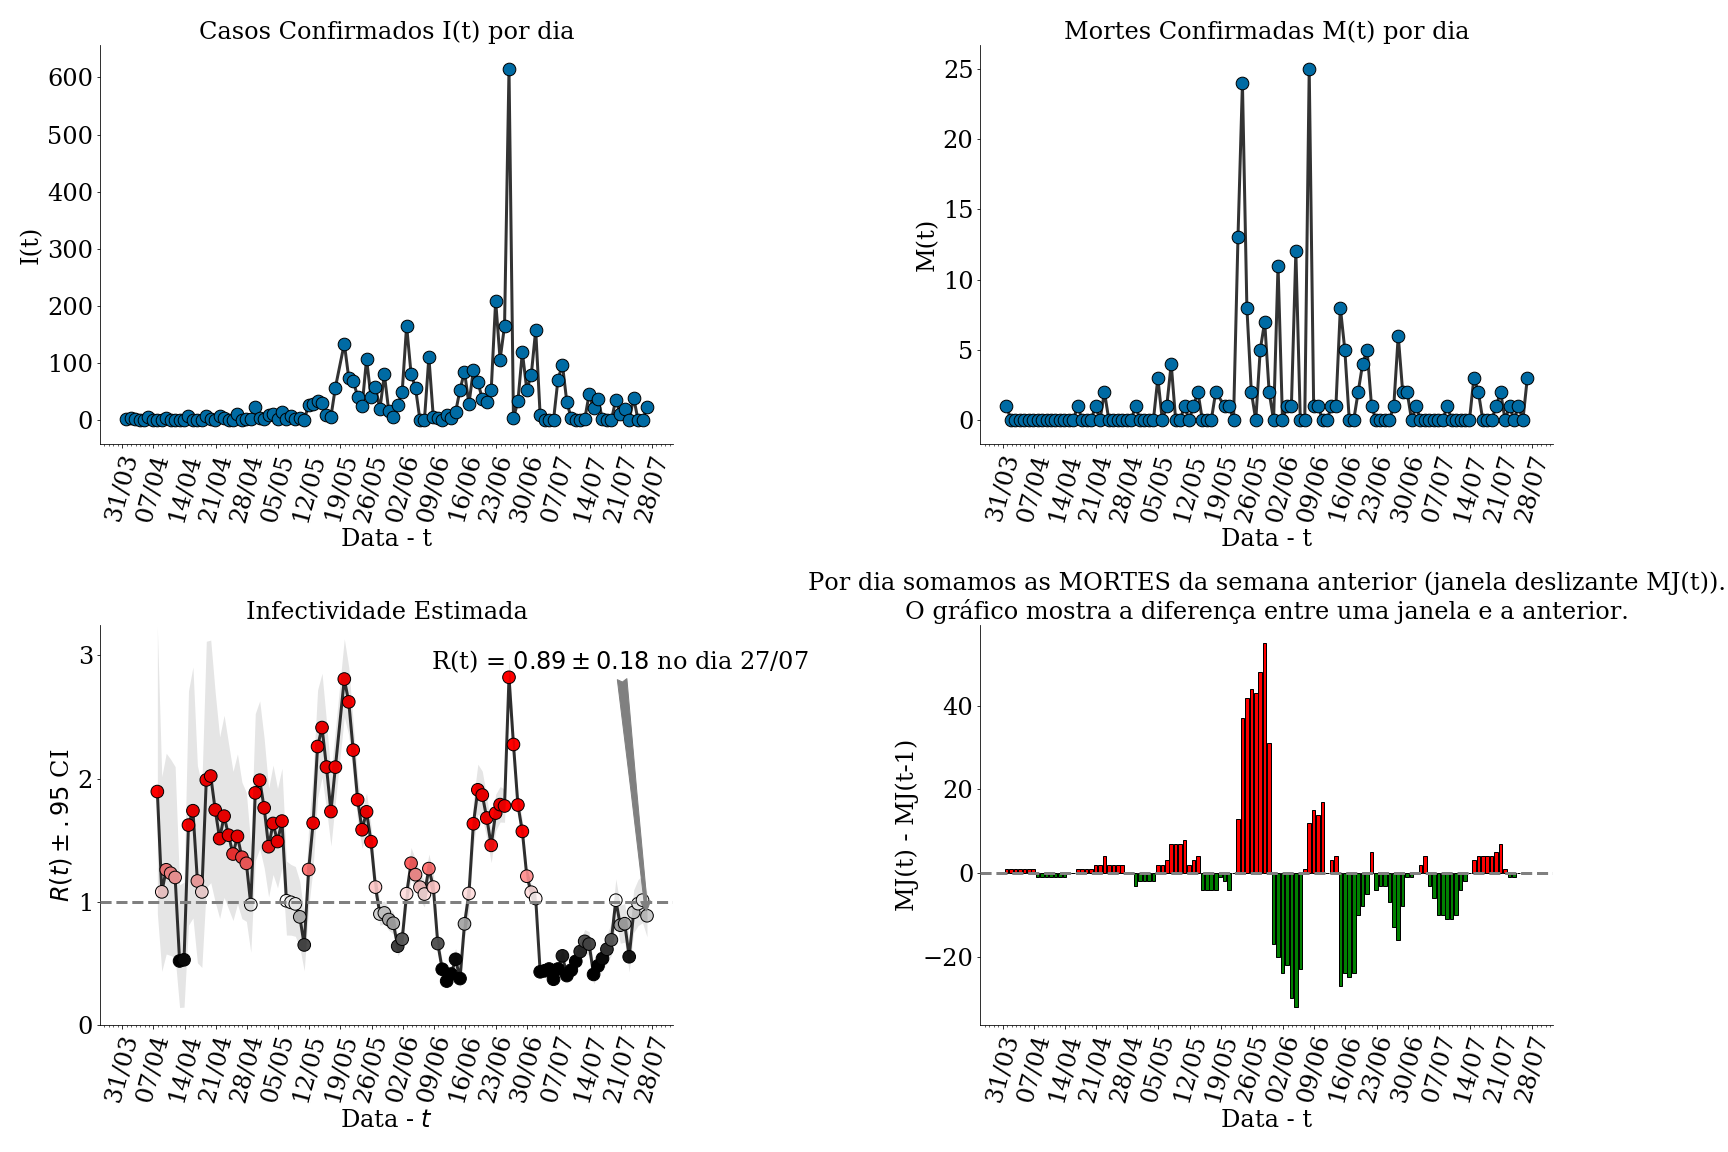 Casos Confirmados I(t) por dia
600
500
400
300
200
100
0
I(t)
31/03 07/04 14/04 21/04 28/04 05/05 12/05 19/05 26/05 02/06 09/06 16/06 23/06 30/06 07/07 14/07 21/07 28/07
Data - t
Mortes Confirmadas M(t) por dia
25
20
15
10
5
0
M(t)
31/03 07/04 14/04 21/04 28/04 05/05 12/05 19/05 26/05 02/06 09/06 16/06 23/06 30/06 07/07 14/07 21/07 28/07
Data - t
Infectividade Estimada
3
2
1
0
R(t) ± .95 CI
R(t) = 0.89 ± 0.18 no dia 27/07
31/03 07/04 14/04 21/04 28/04 05/05 12/05 19/05 26/05 02/06 09/06 16/06 23/06 30/06 07/07 14/07 21/07 28/07
Data - t
Por dia somamos as MORTES da semana anterior (janela deslizante MJ(t)).
O gráfico mostra a diferença entre uma janela e a anterior.
40
20
0
−20
MJ(t) - MJ(t-1)
31/03 07/04 14/04 21/04 28/04 05/05 12/05 19/05 26/05 02/06 09/06 16/06 23/06 30/06 07/07 14/07 21/07 28/07
Data - t